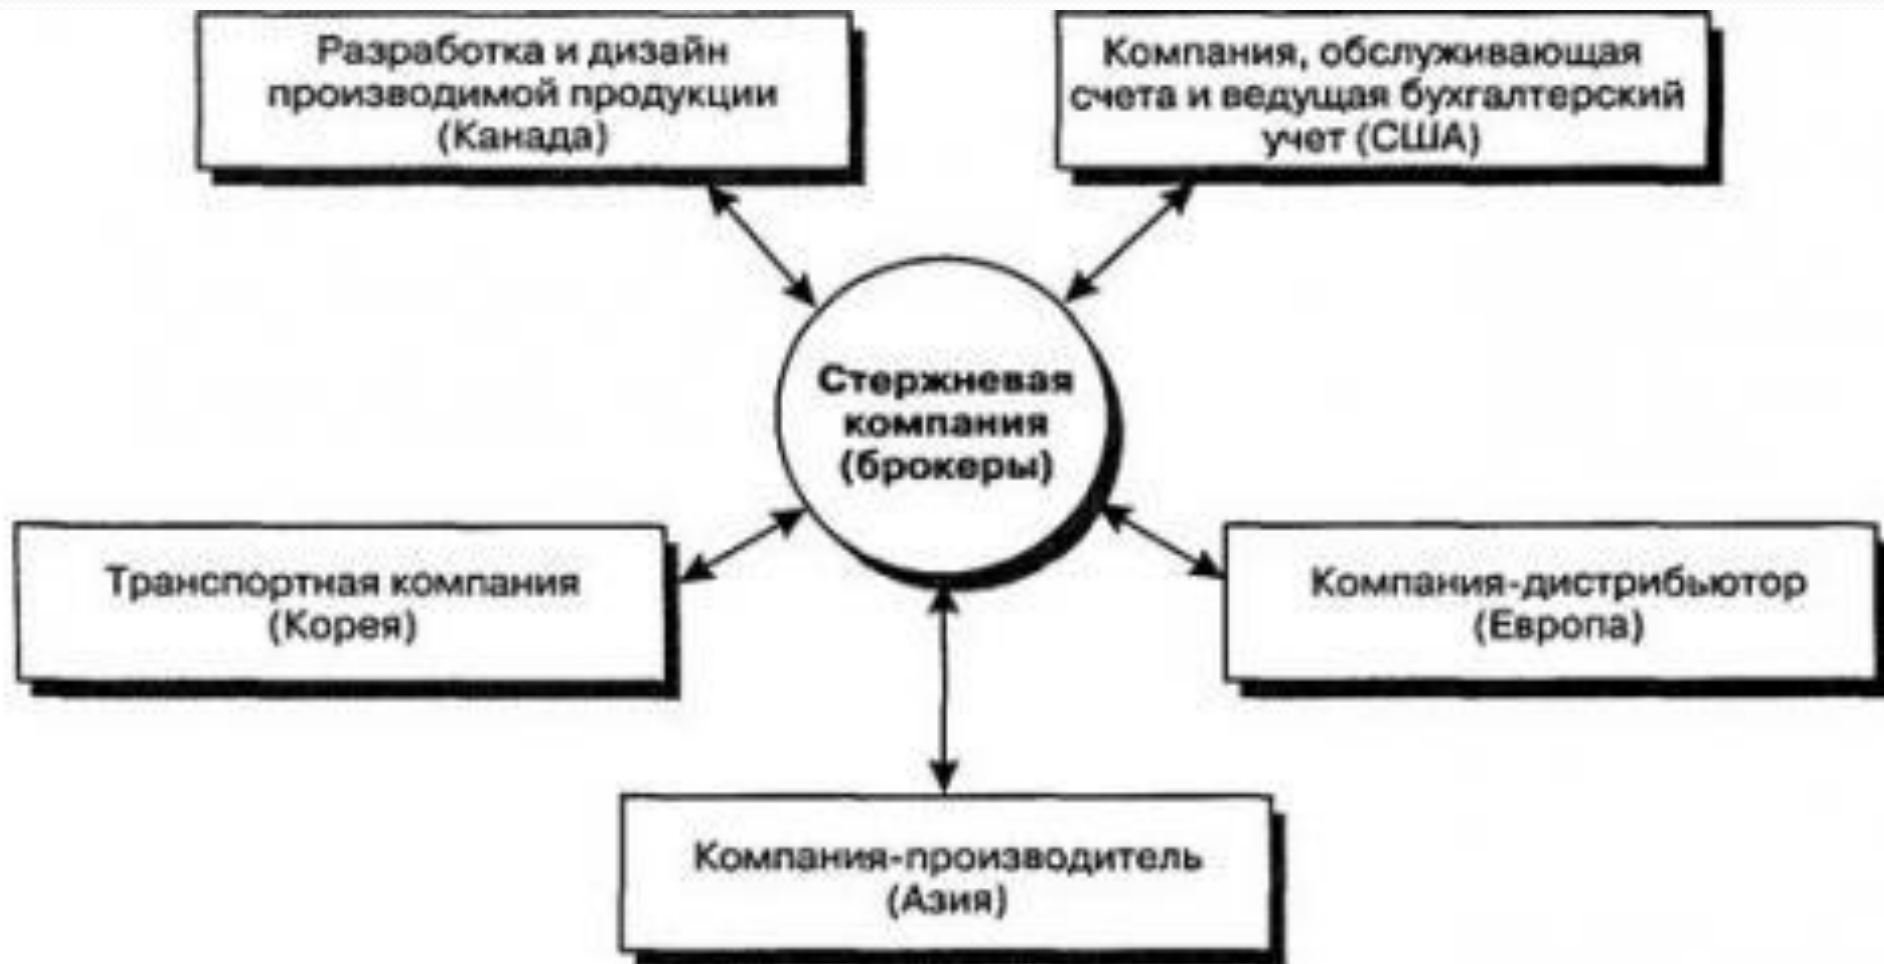 Разработка и дизайн
производимой продукции
(Канада)
Компания, обслуживающая
счета и ведущая бухгалтерский
учет (США)
Стержневая
компания
(брокеры)
Транспортная компания
(Корея)
Компания-дистрибьютор
(Европа)
Компания-производитель
(Азия)